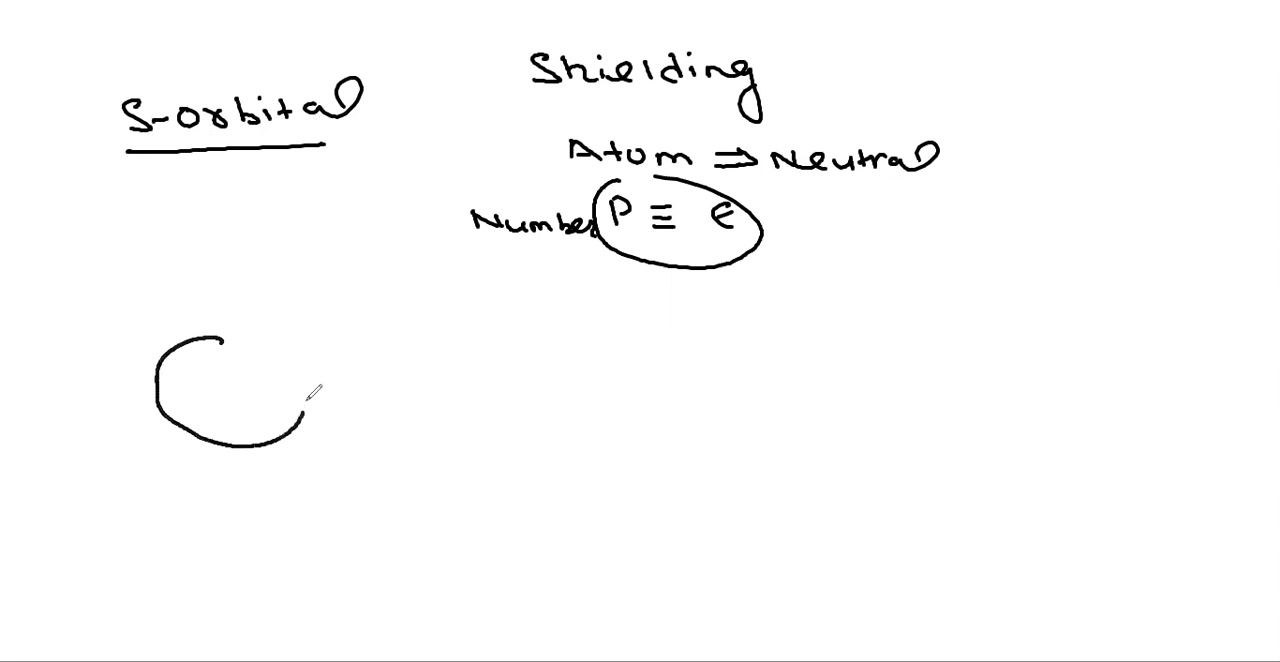 S-orbital
Shielding
Atom ⇒ Neutral
Number P ≡ E